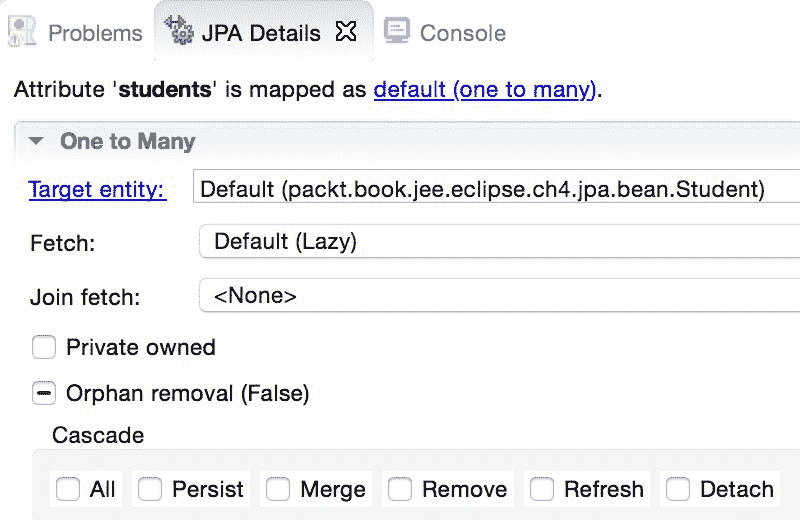 Problems JPA Details Console
Attribute 'students' is mapped as default (one to many).
One to Many
Target entity: Default (packt.book.jee.eclipse.ch4.jpa.bean.Student)
Fetch: Default (Lazy)
Join fetch: <None>
Private owned
Orphan removal (False)
Cascade
All Persist Merge Remove Refresh Detach